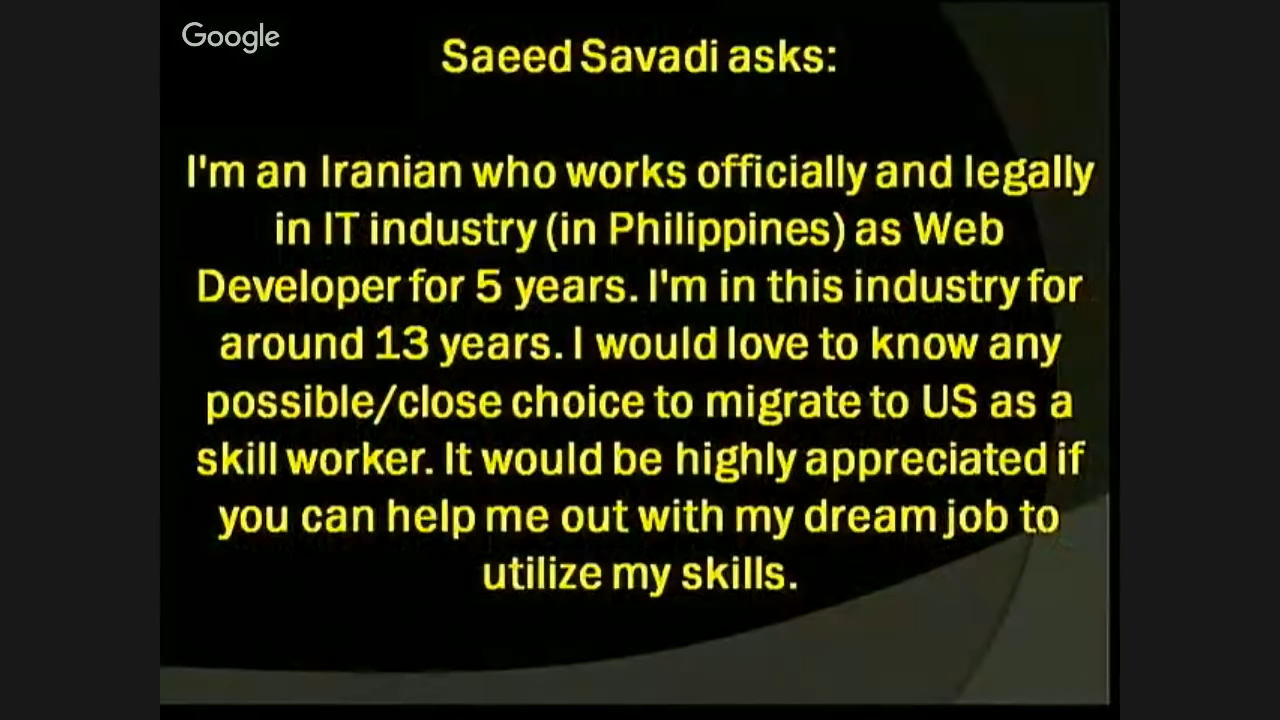 Google
Saeed Savadi asks:
I'm an Iranian who works officially and legally
in IT industry (in Philippines) as Web
Developer for 5 years. I'm in this industry for
around 13 years. I would love to know any
possible/close choice to migrate to US as a
skill worker. It would be highly appreciated if
you can help me out with my dream job to
utilize my skills.